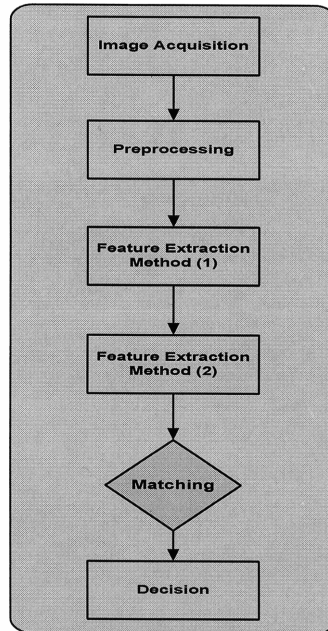 Image Acquisition
Preprocessing
Feature Extraction
Method (1)
Feature Extraction
Method (2)
Matching
Decision